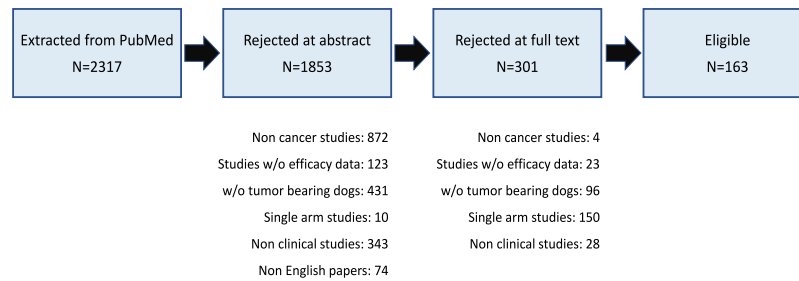 Extracted from PubMed
N=2317
Rejected at abstract
N=1853
Rejected at full text
N=301
Eligible
N=163
Non cancer studies: 872
Studies w/o efficacy data: 123
w/o tumor bearing dogs: 431
Single arm studies: 10
Non clinical studies: 343
Non English papers: 74
Non cancer studies: 4
Studies w/o efficacy data: 23
w/o tumor bearing dogs: 96
Single arm studies: 150
Non clinical studies: 28